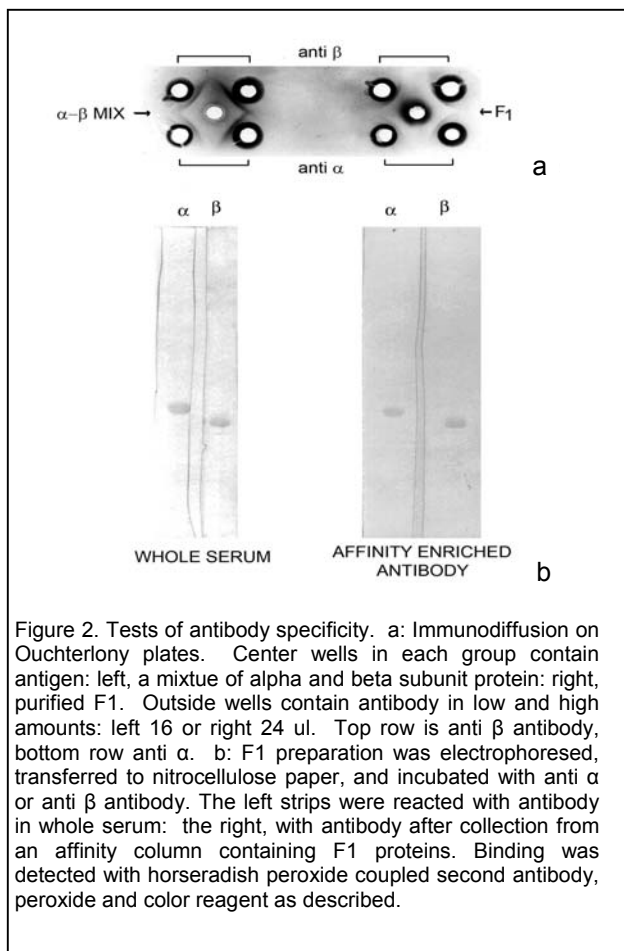 anti β
α–β MIX →
← F1
anti α
a
α β
α β
WHOLE SERUM
AFFINITY ENRICHED
ANTIBODY
b
Figure 2. Tests of antibody specificity. a: Immunodiffusion on
Ouchterlony plates. Center wells in each group contain
antigen: left, a mixtue of alpha and beta subunit protein: right,
purified F1. Outside wells contain antibody in low and high
amounts: left 16 or right 24 ul. Top row is anti β antibody,
bottom row anti α. b: F1 preparation was electrophoresed,
transferred to nitrocellulose paper, and incubated with anti α
or anti β antibody. The left strips were reacted with antibody
in whole serum: the right, with antibody after collection from
an affinity column containing F1 proteins. Binding was
detected with horseradish peroxide coupled second antibody,
peroxide and color reagent as described.